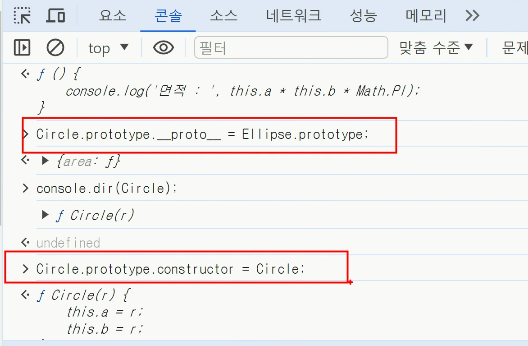 요소 콘솔 소스 네트워크 성능 메모리
top 필터 맞춤 수준 문제
ƒ () {
console.log('면적 : ', this.a * this.b * Math.PI);
}
Circle.prototype.__proto__ = Ellipse.prototype;
{area: ƒ}
console.dir(Circle);
ƒ Circle(r)
undefined
Circle.prototype.constructor = Circle;
ƒ Circle(r) {
this.a = r;
this.b = r;